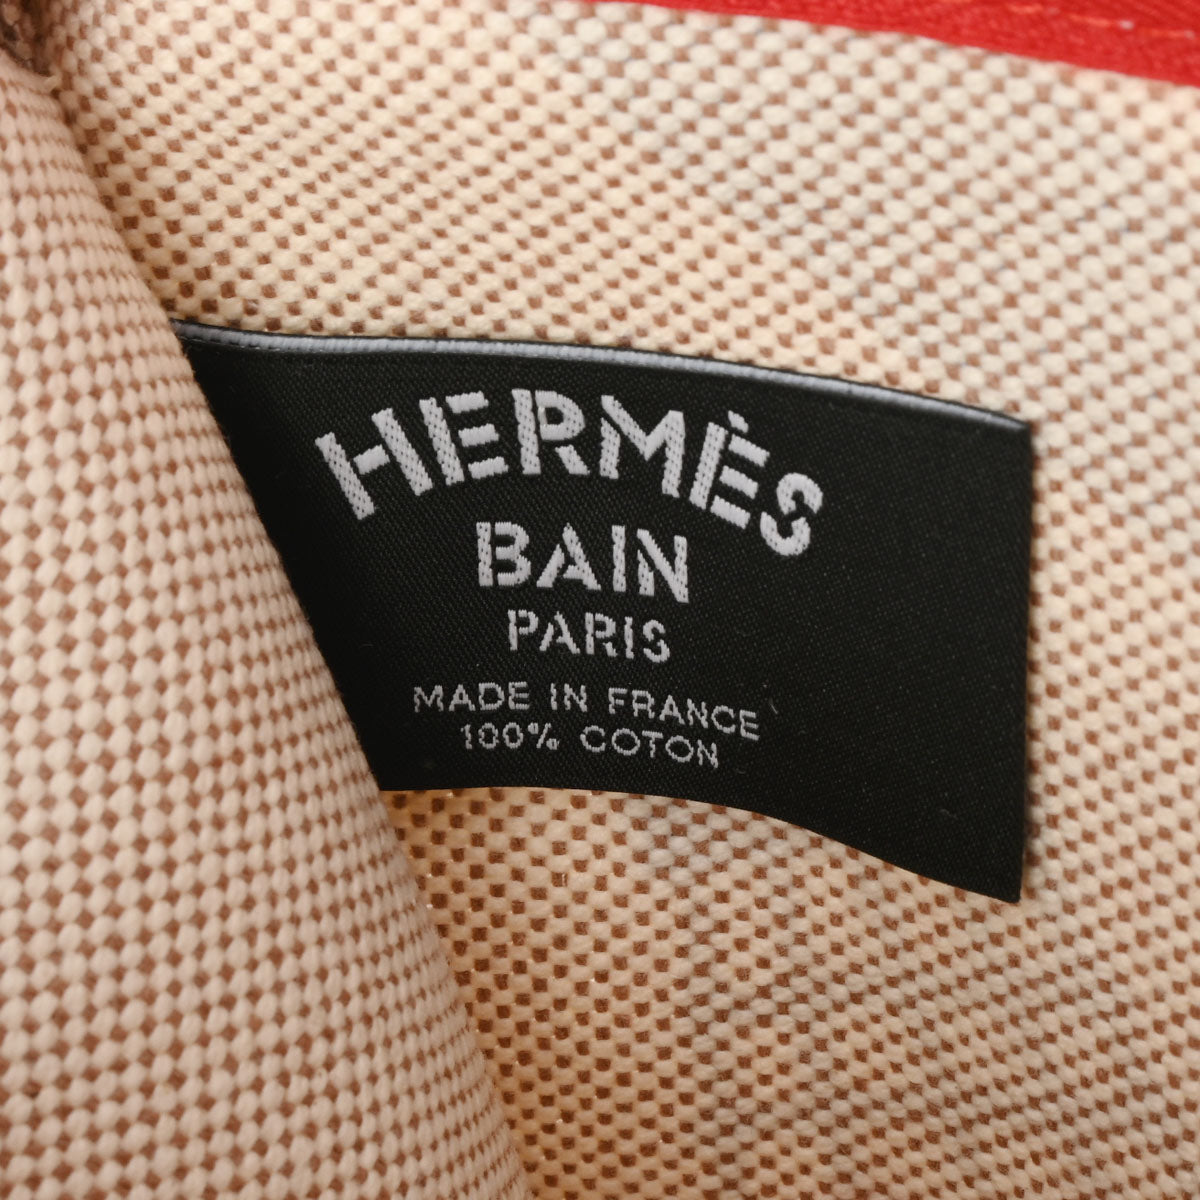 HERMÈS
BAIN
PARIS
MADE IN FRANCE
100% COTON